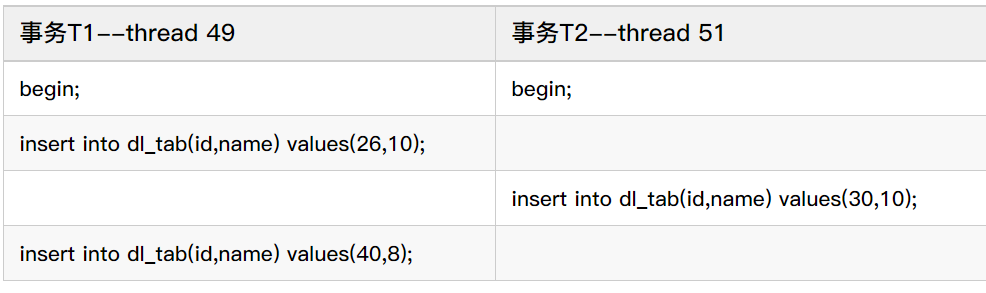 事务T1--thread 49
事务T2--thread 51
begin;
begin;
insert into dl_tab(id,name) values(26,10);
insert into dl_tab(id,name) values(30,10);
insert into dl_tab(id,name) values(40,8);